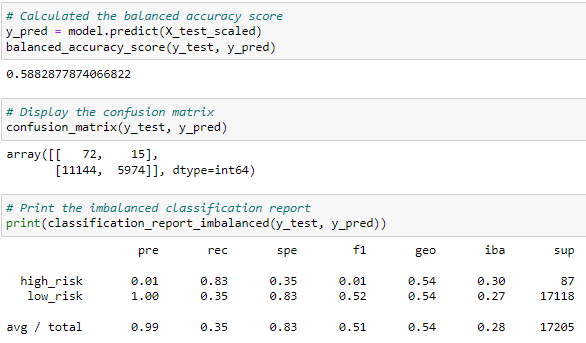 # Calculated the balanced accuracy score
y_pred = model.predict(X_test_scaled)
balanced_accuracy_score(y_test, y_pred)
0.5882877874066822
# Display the confusion matrix
confusion_matrix(y_test, y_pred)
array([[   72,    15],
       [11144,  5974]], dtype=int64)
# Print the imbalanced classification report
print(classification_report_imbalanced(y_test, y_pred))
pre rec spe f1 geo iba sup
high_risk 0.01 0.83 0.35 0.01 0.54 0.30 87
low_risk 1.00 0.35 0.83 0.52 0.54 0.27 17118
avg / total 0.99 0.35 0.83 0.51 0.54 0.28 17205